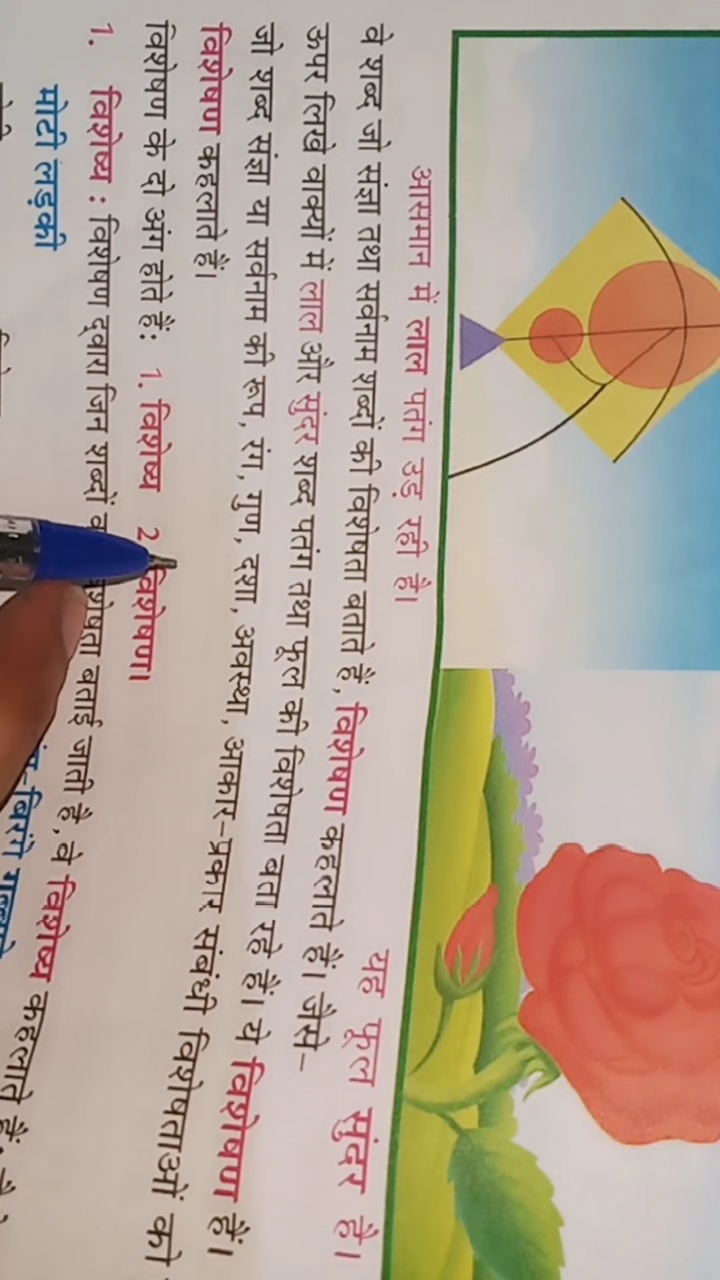 आसमान में लाल पतंग उड़ रही है। यह फूल सुंदर है।
वे शब्द जो संज्ञा तथा सर्वनाम शब्दों की विशेषता बताते हैं, विशेषण कहलाते हैं। जैसे-
ऊपर लिखे वाक्यों में लाल और सुंदर शब्द पतंग तथा फूल की विशेषता बता रहे हैं। ये विशेषण हैं।
जो शब्द संज्ञा या सर्वनाम की रूप, रंग, गुण, दशा, अवस्था, आकार-प्रकार संबंधी विशेषताओं को
विशेषण कहलाते हैं।
विशेषण के दो अंग होते हैं: 1. विशेष्य 2 विशेषण।
1. विशेष्य : विशेषण द्वारा जिन शब्दों विशेषता बताई जाती है, वे विशेष्य कहलाते हैं
मोटी लड़की